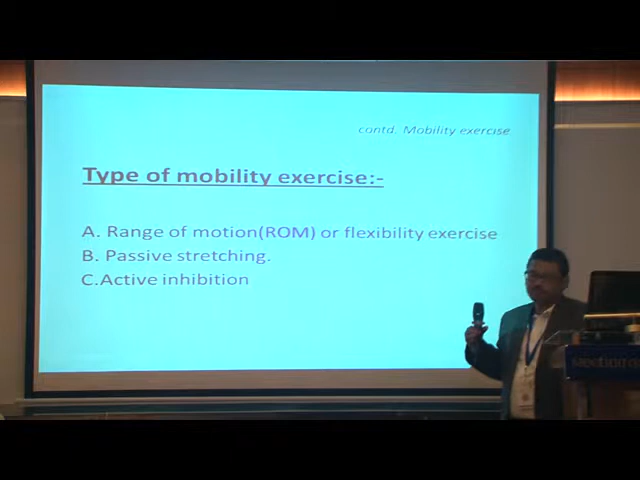 contd. Mobility exercise
Type of mobility exercise:-
A. Range of motion(ROM) or flexibility exercise
B. Passive stretching.
C.Active inhibition